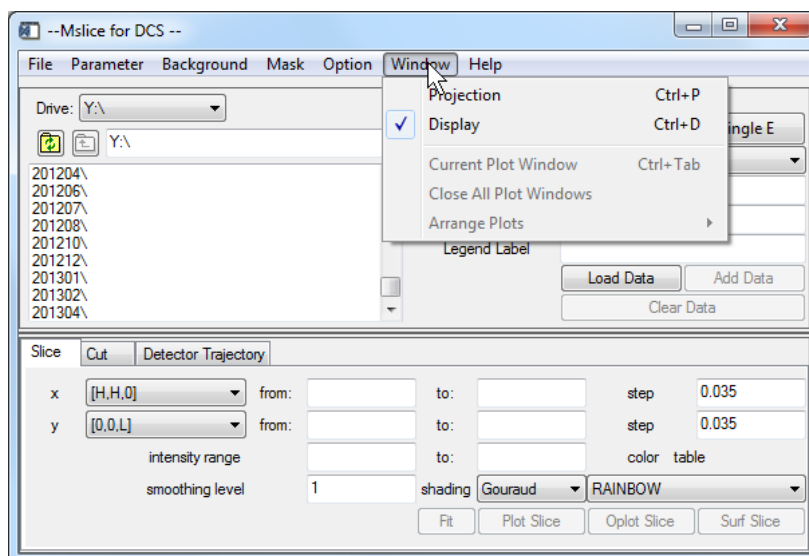 --Mslice for DCS --
File Parameter Background Mask Option Window Help
Drive: Y:\
Projection Ctrl+P
Display Ctrl+D
ingle E
Y:\
Current Plot Window Ctrl+Tab
Close All Plot Windows
Arrange Plots
Legend Label
201204\
201206\
201207\
201208\
201210\
201212\
201301\
201302\
201304\
Load Data Add Data
Clear Data
Slice Cut Detector Trajectory
x [H,H,0] from: to: step 0.035
y [0,0,L] from: to: step 0.035
intensity range to: color table
smoothing level 1 shading Gouraud RAINBOW
Fit Plot Slice Oplot Slice Surf Slice